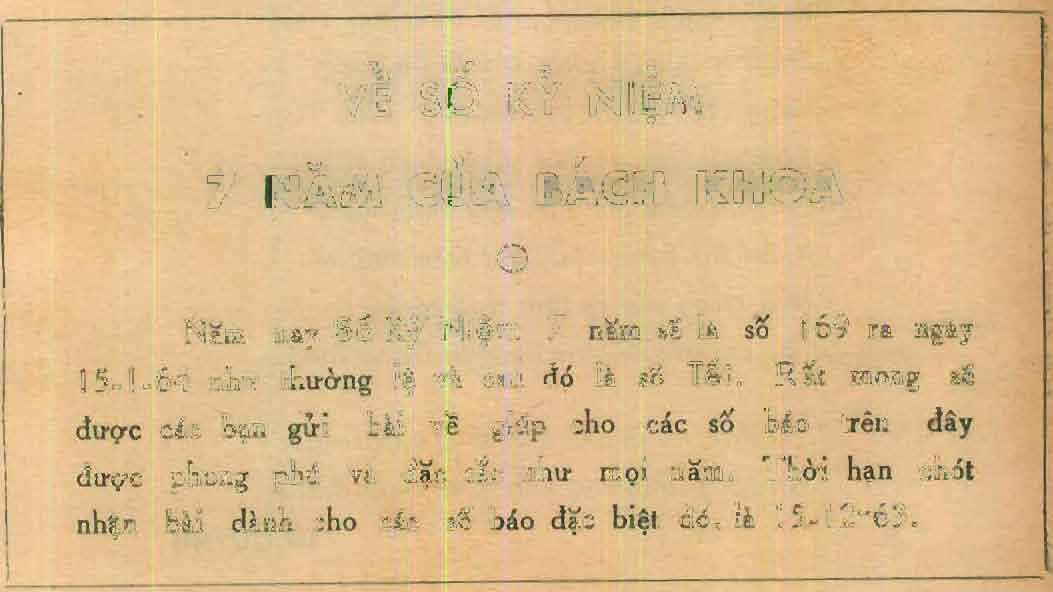 VỀ SỐ KỶ NIỆM
7 NĂM CỦA BÁCH KHOA
Năm nay Số Kỷ Niệm 7 năm sẽ là số 169 ra ngày
15-1-64 như thường lệ và sau đó là số Tết. Rất mong sẽ
được các bạn gửi bài về giúp cho các số báo trên đây
được phong phú và đặc sắc như mọi năm. Thời hạn chót
nhận bài dành cho các số báo đặc biệt đó, là 15-12-63.